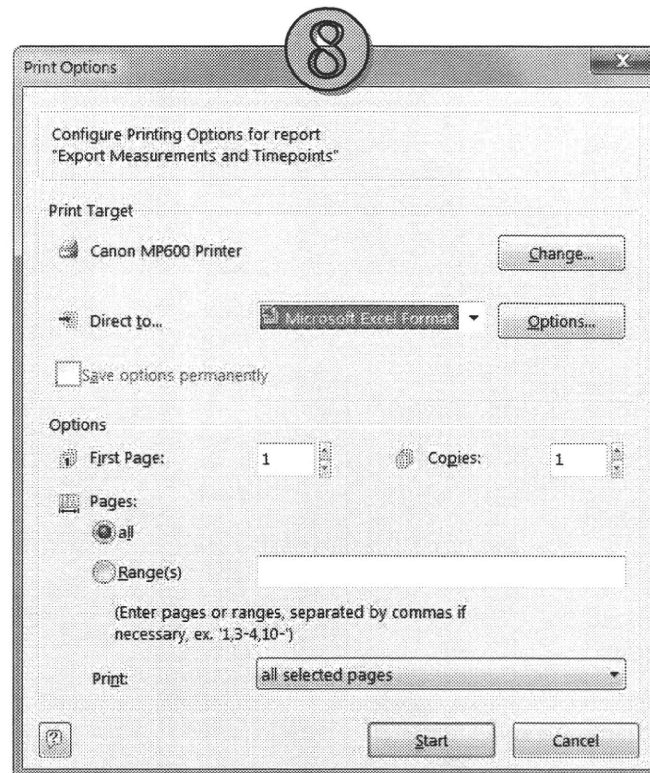 8
Print Options
Configure Printing Options for report
"Export Measurements and Timepoints"
Print Target
Canon MP600 Printer
Change...
Direct to...
Microsoft Excel Format
Options...
Save options permanently
Options
First Page:
1
Copies:
1
Pages:
all
Range(s)
(Enter pages or ranges, separated by commas if
necessary, ex. '1,3-4,10-')
Print:
all selected pages
?
Start
Cancel